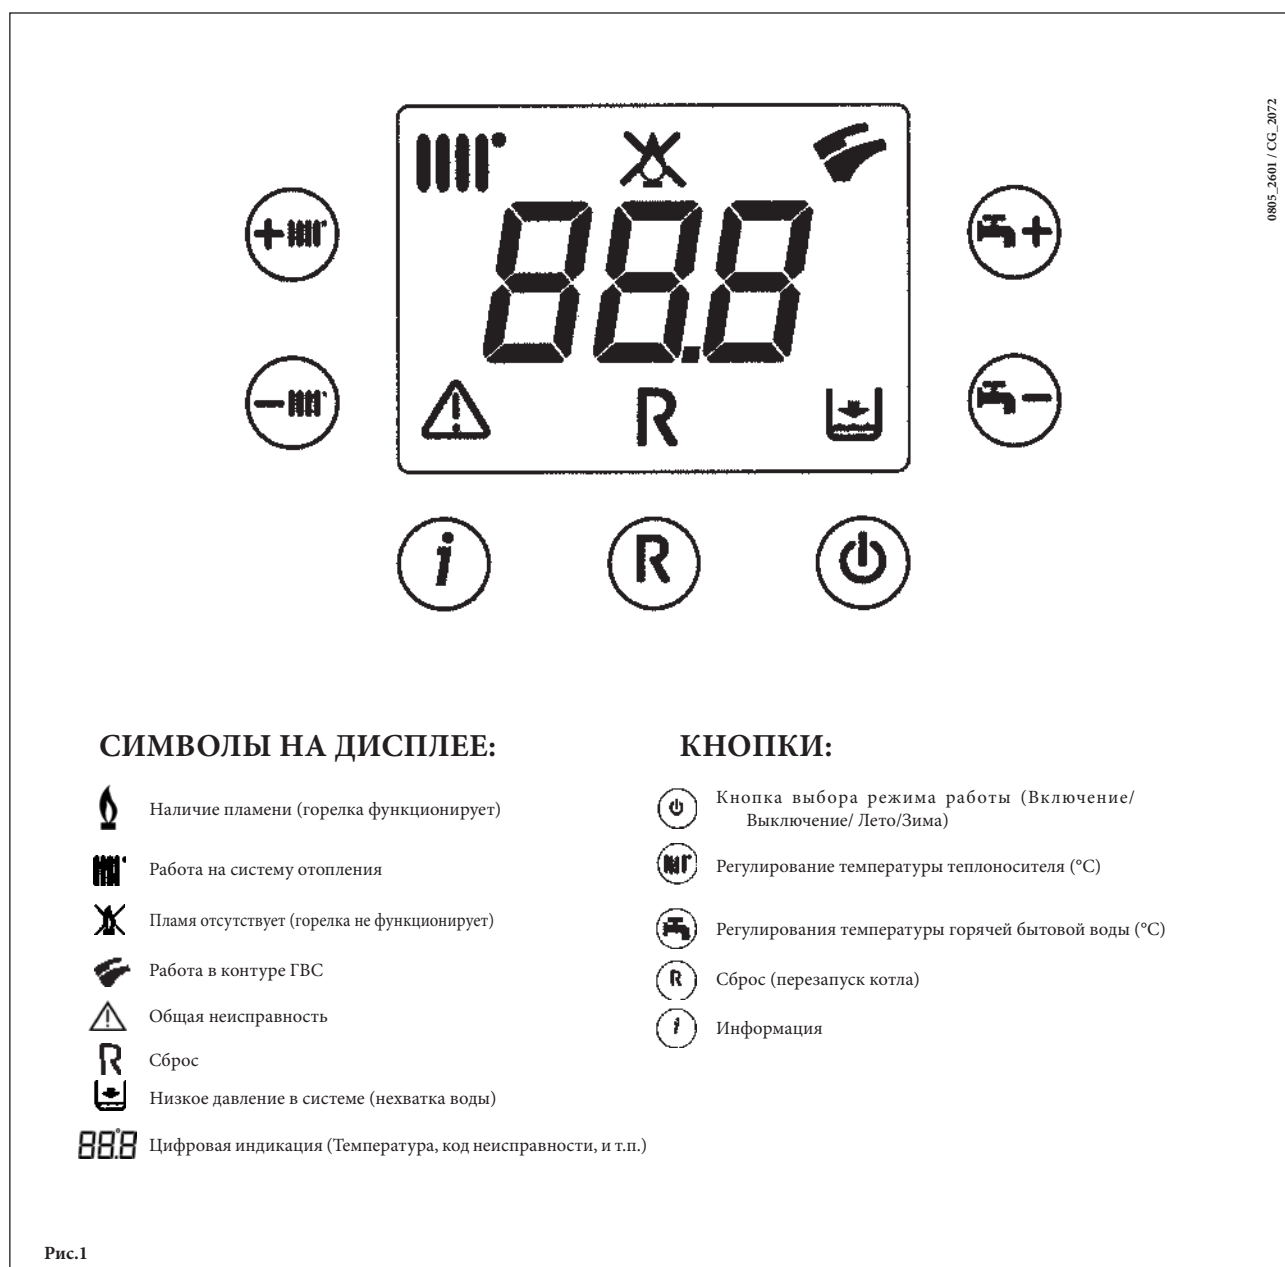 0805_2601 / CG_2072
88.8
R
i
R
СИМВОЛЫ НА ДИСПЛЕЕ:
Наличие пламени (горелка функционирует)
Работа на систему отопления
Пламя отсутствует (горелка не функционирует)
Работа в контуре ГВС
Общая неисправность
R Сброс
Низкое давление в системе (нехватка воды)
88.8 Цифровая индикация (Температура, код неисправности, и т.п.)
КНОПКИ:
Кнопка выбора режима работы (Включение/
Выключение/ Лето/Зима)
Регулирование температуры теплоносителя (°C)
Регулирования температуры горячей бытовой воды (°C)
R Сброс (перезапуск котла)
i Информация
Рис.1